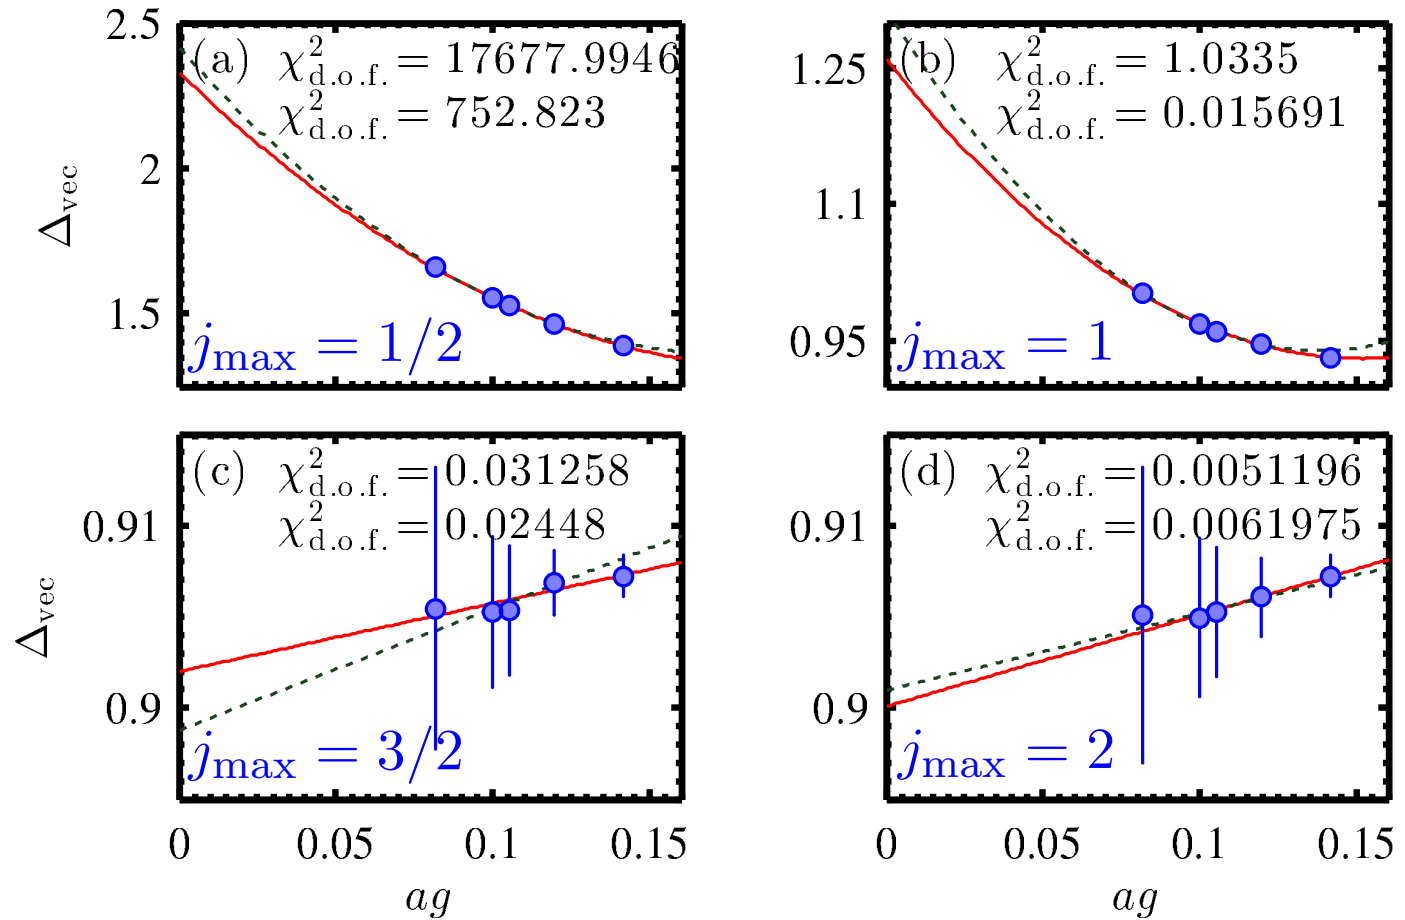 2.5
2
1.5
Δvec
(a) χ²d.o.f. = 17677.9946
χ²d.o.f. = 752.823
jmax = 1/2
1.25
1.1
0.95
(b) χ²d.o.f. = 1.0335
χ²d.o.f. = 0.015691
jmax = 1
0.91
0.9
Δvec
(c) χ²d.o.f. = 0.031258
χ²d.o.f. = 0.02448
jmax = 3/2
0 0.05 0.1 0.15
ag
0.91
0.9
(d) χ²d.o.f. = 0.0051196
χ²d.o.f. = 0.0061975
jmax = 2
0 0.05 0.1 0.15
ag